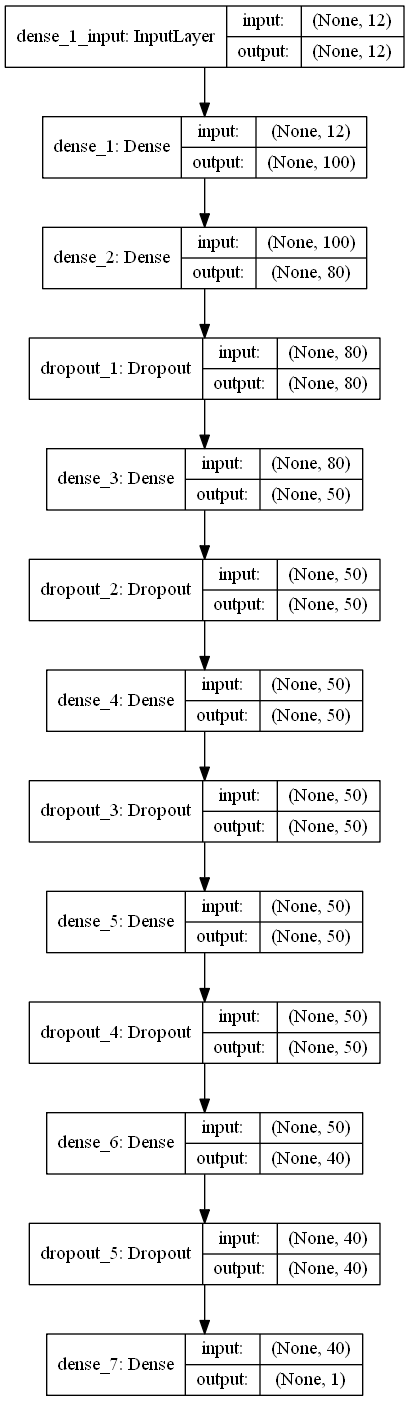 dense_1_input: InputLayer
input: (None, 12)
output: (None, 12)
dense_1: Dense
input: (None, 12)
output: (None, 100)
dense_2: Dense
input: (None, 100)
output: (None, 80)
dropout_1: Dropout
input: (None, 80)
output: (None, 80)
dense_3: Dense
input: (None, 80)
output: (None, 50)
dropout_2: Dropout
input: (None, 50)
output: (None, 50)
dense_4: Dense
input: (None, 50)
output: (None, 50)
dropout_3: Dropout
input: (None, 50)
output: (None, 50)
dense_5: Dense
input: (None, 50)
output: (None, 50)
dropout_4: Dropout
input: (None, 50)
output: (None, 50)
dense_6: Dense
input: (None, 50)
output: (None, 40)
dropout_5: Dropout
input: (None, 40)
output: (None, 40)
dense_7: Dense
input: (None, 40)
output: (None, 1)